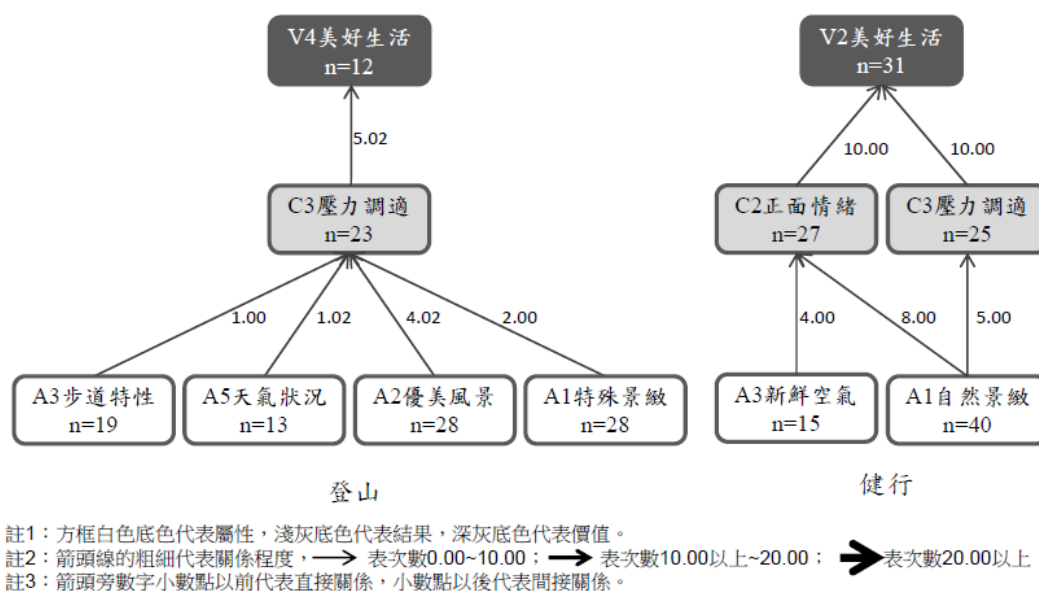 V4美好生活
n=12
V2美好生活
n=31
5.02
10.00
10.00
C3壓力調適
n=23
C2正面情緒
n=27
C3壓力調適
n=25
1.00
1.02
4.02
2.00
4.00
8.00
5.00
A3步道特性
n=19
A5天氣狀況
n=13
A2優美風景
n=28
A1特殊景緻
n=28
A3新鮮空氣
n=15
A1自然景緻
n=40
登山
健行
註1：方框白色底色代表屬性，淺灰底色代表結果，深灰底色代表價值。
註2：箭頭線的粗細代表關係程度，表次數0.00~10.00；表次數10.00以上~20.00；表次數20.00以上
註3：箭頭旁數字小數點以前代表直接關係，小數點以後代表間接關係。